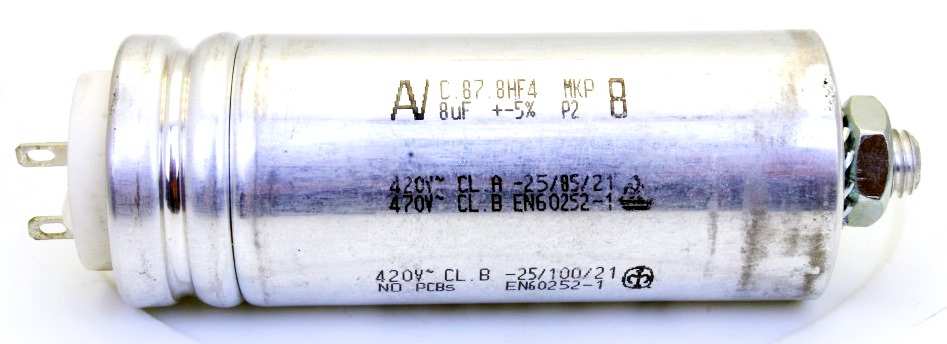 AV C.87.8HF4 MKP 8
8uF +-5% P2
420V~ CL.A -25/85/21
470V~ CL.B EN60252-1
420V~ CL.B -25/100/21
NO PCBs EN60252-1